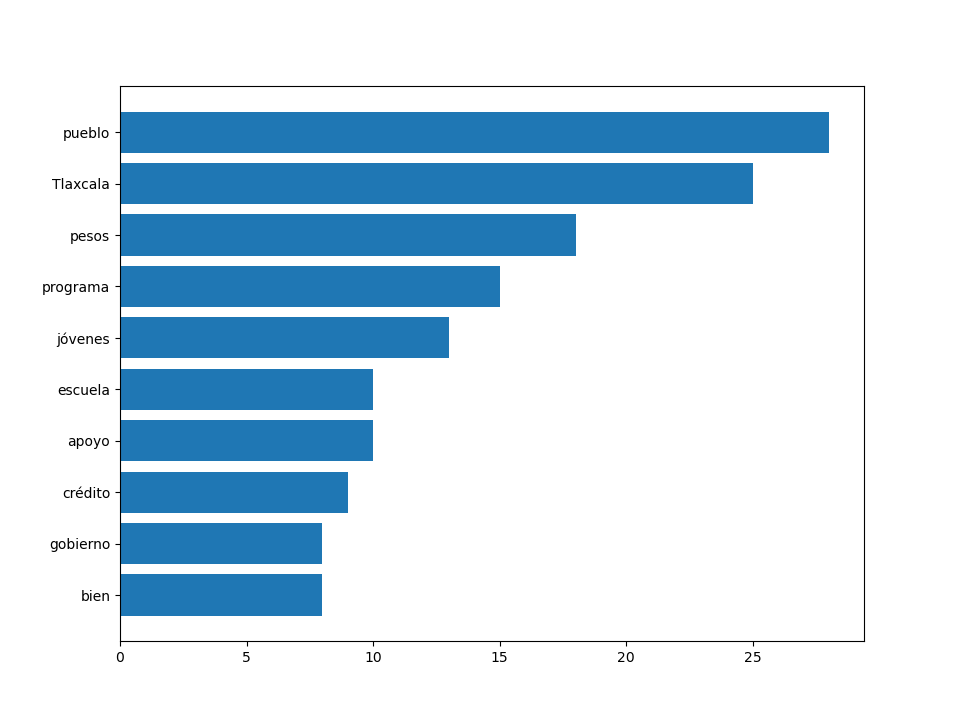 pueblo
Tlaxcala
pesos
programa
jóvenes
escuela
apoyo
crédito
gobierno
bien
0 5 10 15 20 25